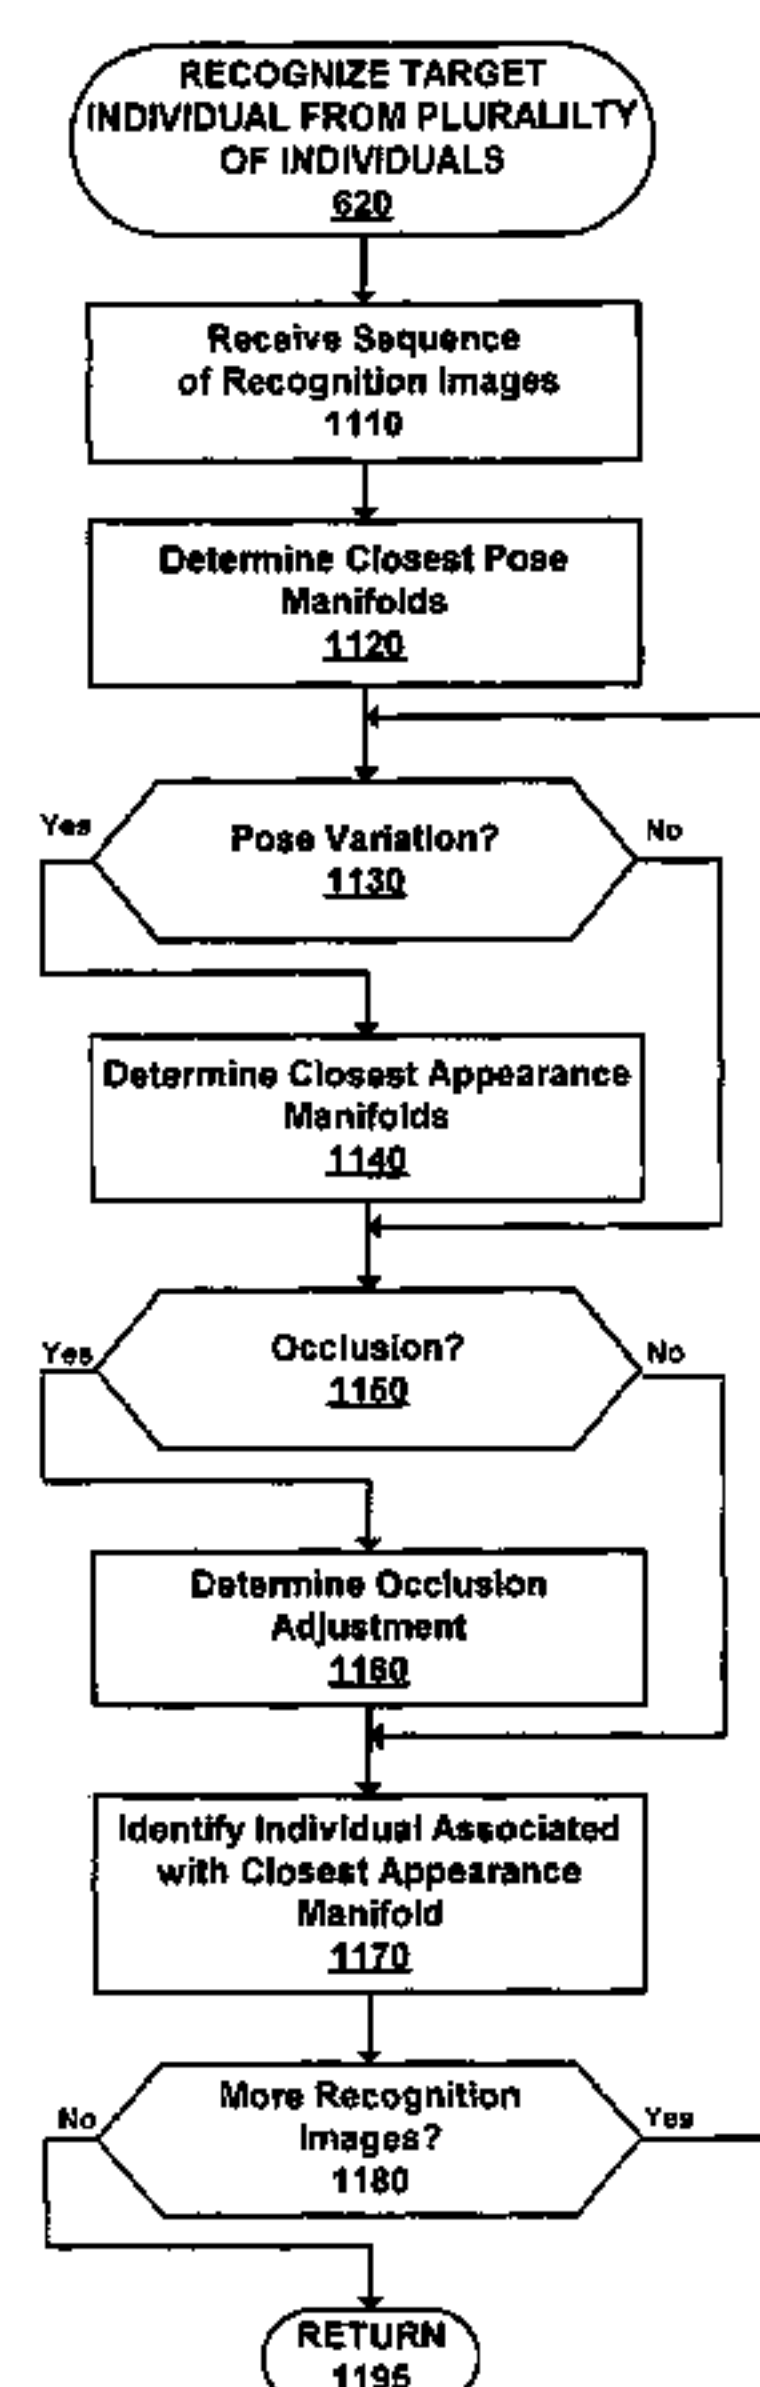 RECOGNIZE TARGET
INDIVIDUAL FROM PLURALILTY
OF INDIVIDUALS
620
Receive Sequence
of Recognition Images
1110
Determine Closest Pose
Manifolds
1120
Yes
Pose Variation?
No
1130
Determine Closest Appearance
Manifolds
1140
Yes
Occlusion?
No
1150
Determine Occlusion
Adjustment
1160
Identify Individual Associated
with Closest Appearance
Manifold
1170
No
More Recognition
Images?
Yes
1180
RETURN
1195